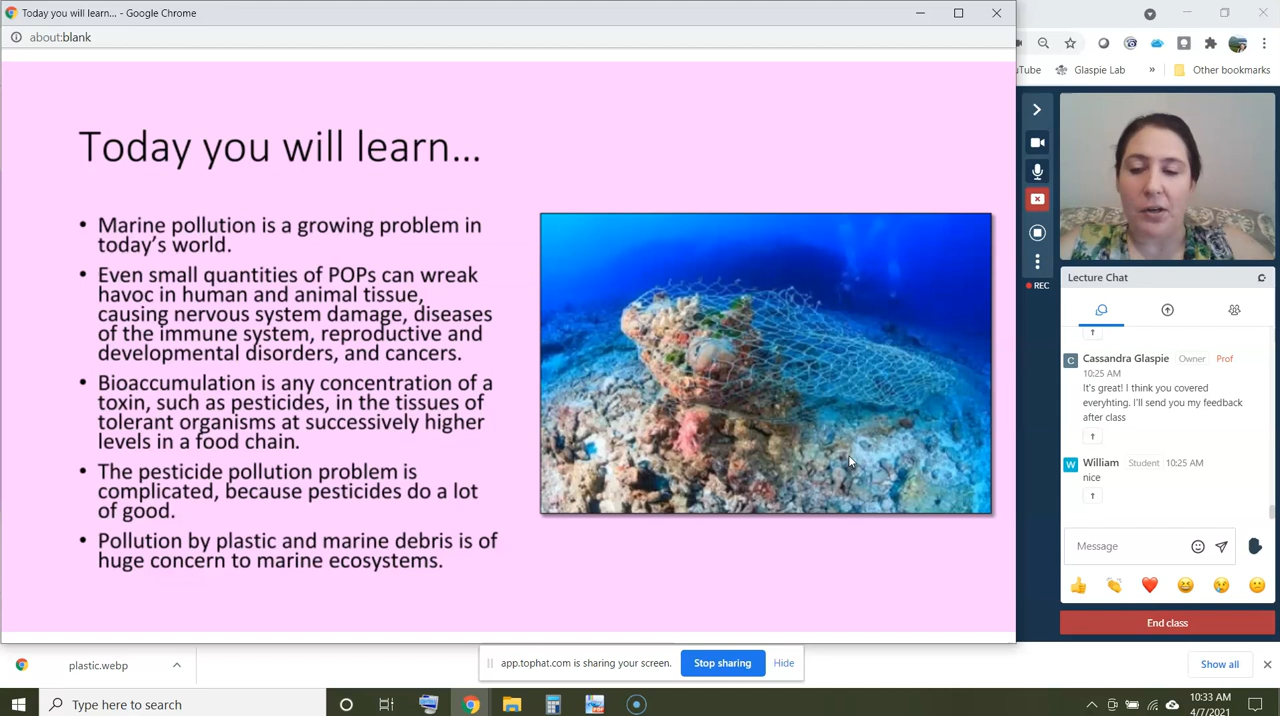 Today you will learn... - Google Chrome
about:blank
Today you will learn...
• Marine pollution is a growing problem in
today's world.
• Even small quantities of POPs can wreak
havoc in human and animal tissue,
causing nervous system damage, diseases
of the immune system, reproductive and
developmental disorders, and cancers.
• Bioaccumulation is any concentration of a
toxin, such as pesticides, in the tissues of
tolerant organisms at successively higher
levels in a food chain.
• The pesticide pollution problem is
complicated, because pesticides do a lot
of good.
• Pollution by plastic and marine debris is of
huge concern to marine ecosystems.
uTube Glaspie Lab » Other bookmarks
REC
Lecture Chat
C Cassandra Glaspie Owner Prof
10:25 AM
It's great! I think you covered
everyhting. I'll send you my feedback
after class
W William Student 10:25 AM
nice
Message
End class
plastic.webp
app.tophat.com is sharing your screen. Stop sharing Hide
Show all
Type here to search
10:33 AM
4/7/2021